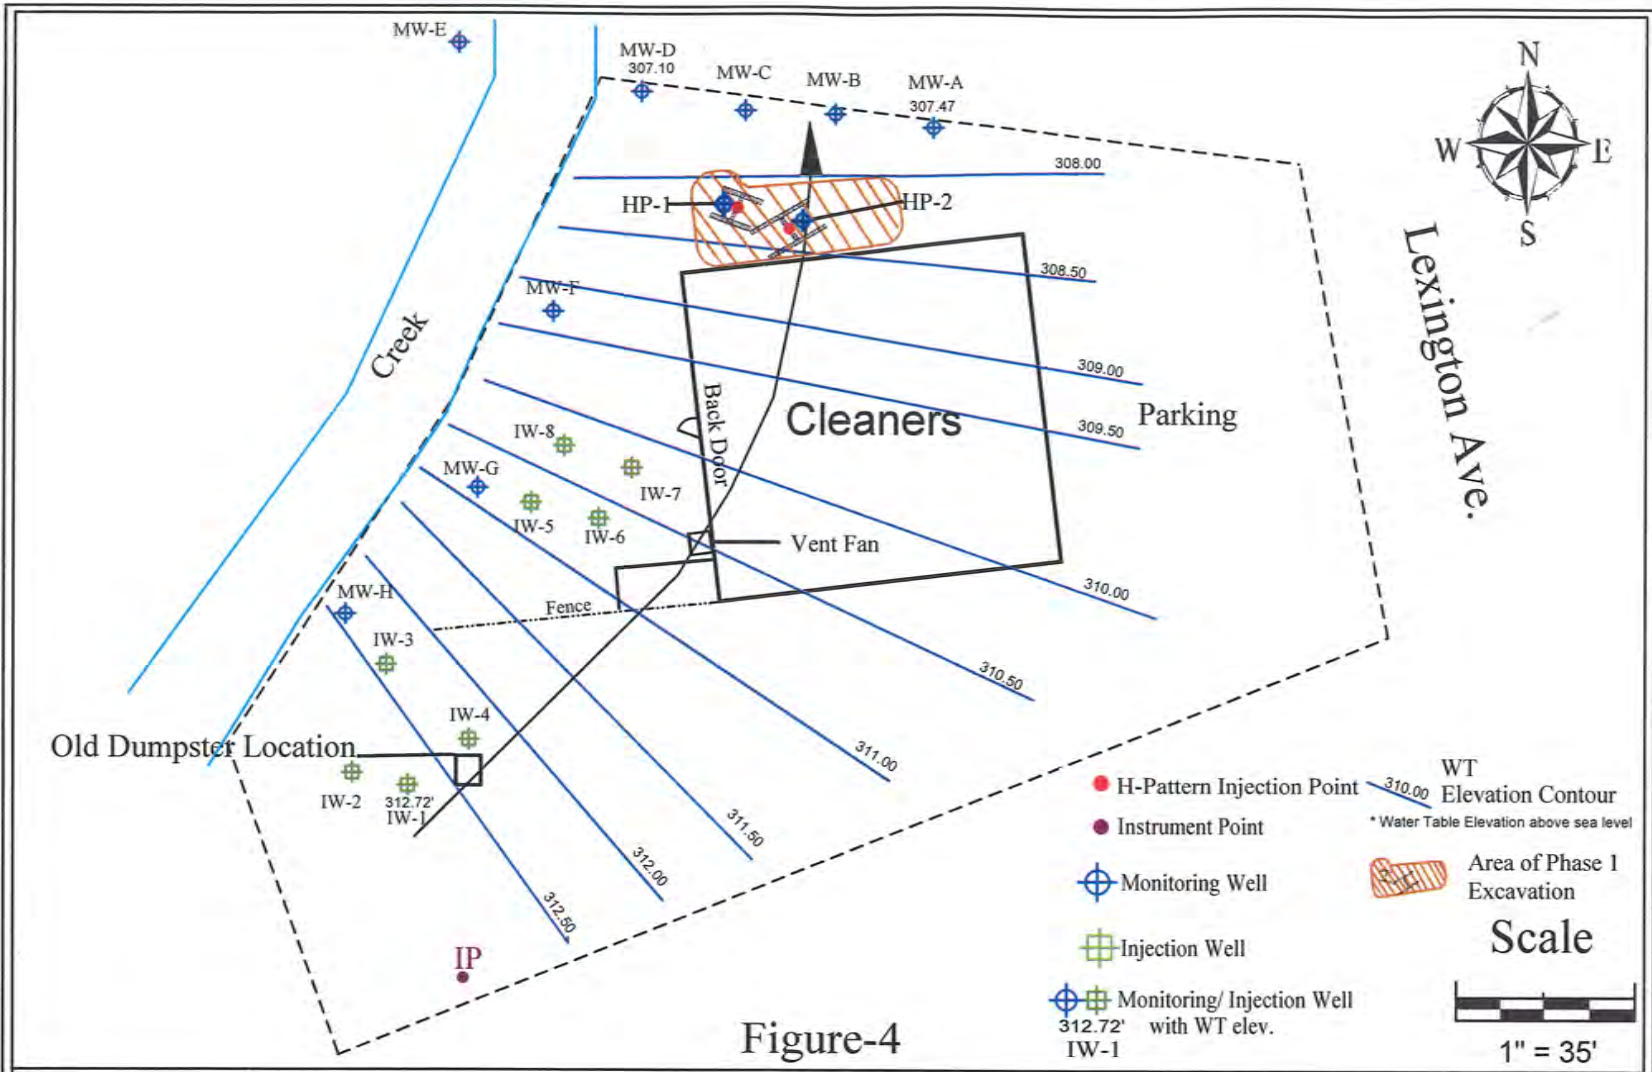 MW-E
MW-D
307.10
MW-C
MW-B
MW-A
307.47
N
W
E
S
308.00
HP-1
HP-2
308.50
MW-F
309.00
309.50
Creek
Back Door
Cleaners
Parking
Lexington Ave.
IW-8
IW-7
MW-G
IW-5
IW-6
Vent Fan
310.00
Fence
MW-H
IW-3
310.50
IW-4
Old Dumpster Location
311.00
IW-2
312.72'
IW-1
311.50
312.00
312.50
IP
H-Pattern Injection Point
Instrument Point
Monitoring Well
Injection Well
Monitoring/ Injection Well
with WT elev.
312.72'
IW-1
310.00
WT
Elevation Contour
* Water Table Elevation above sea level
Area of Phase 1
Excavation
Scale
1" = 35'
Figure-4